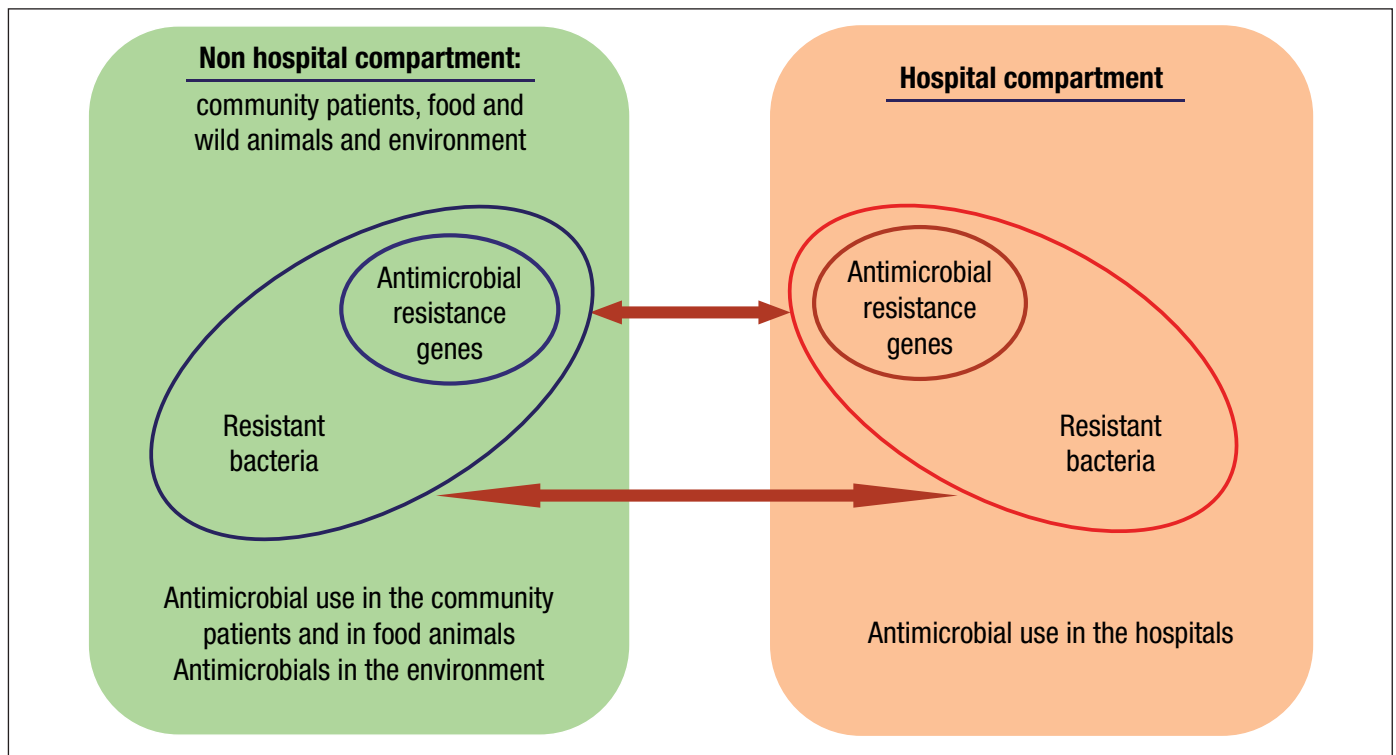 Non hospital compartment:
community patients, food and
wild animals and environment
Antimicrobial
resistance
genes
Resistant
bacteria
Antimicrobial use in the community
patients and in food animals
Antimicrobials in the environment
Hospital compartment
Antimicrobial
resistance
genes
Resistant
bacteria
Antimicrobial use in the hospitals